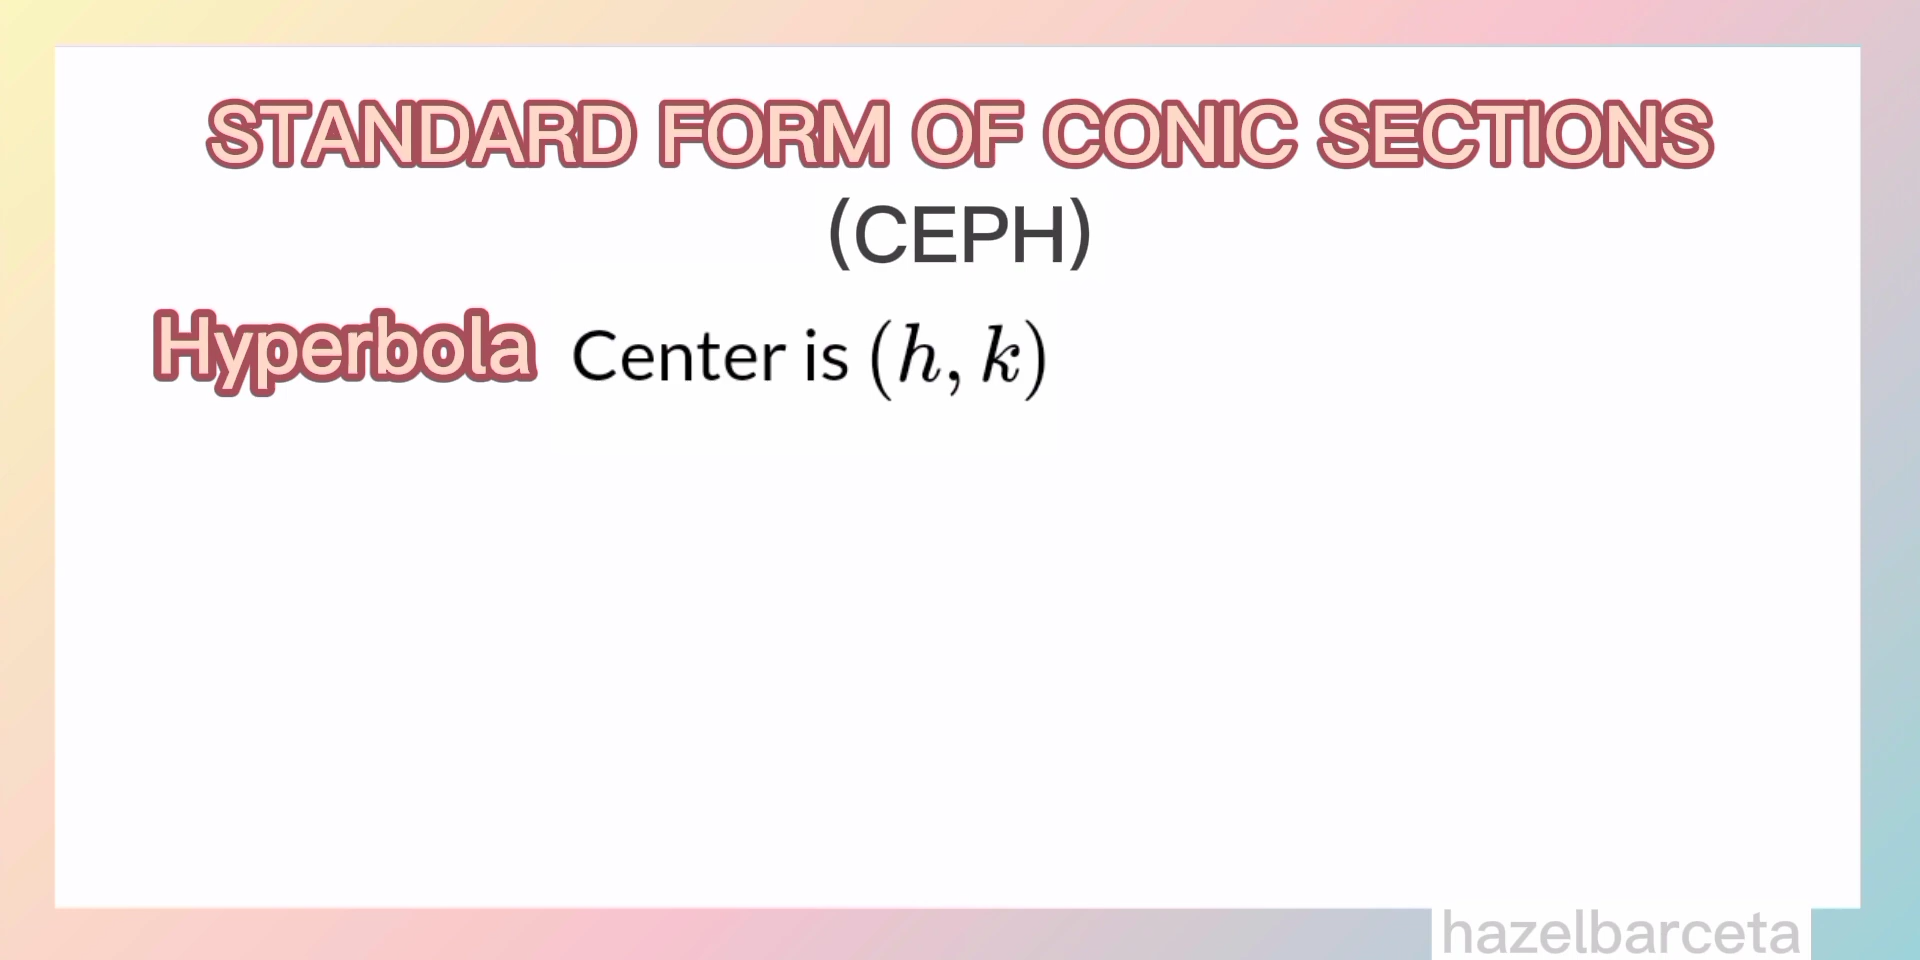 STANDARD FORM OF CONIC SECTIONS
(CEPH)
Hyperbola Center is (h, k)
hazelbarceta